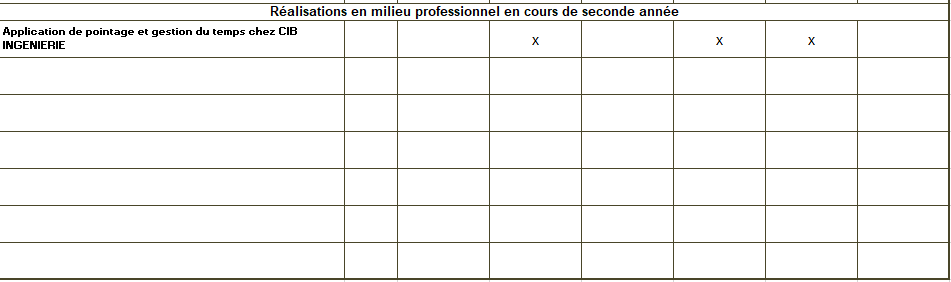 Réalisations en milieu professionnel en cours de seconde année
Application de pointage et gestion du temps chez CIB
INGENIERIE
X X X